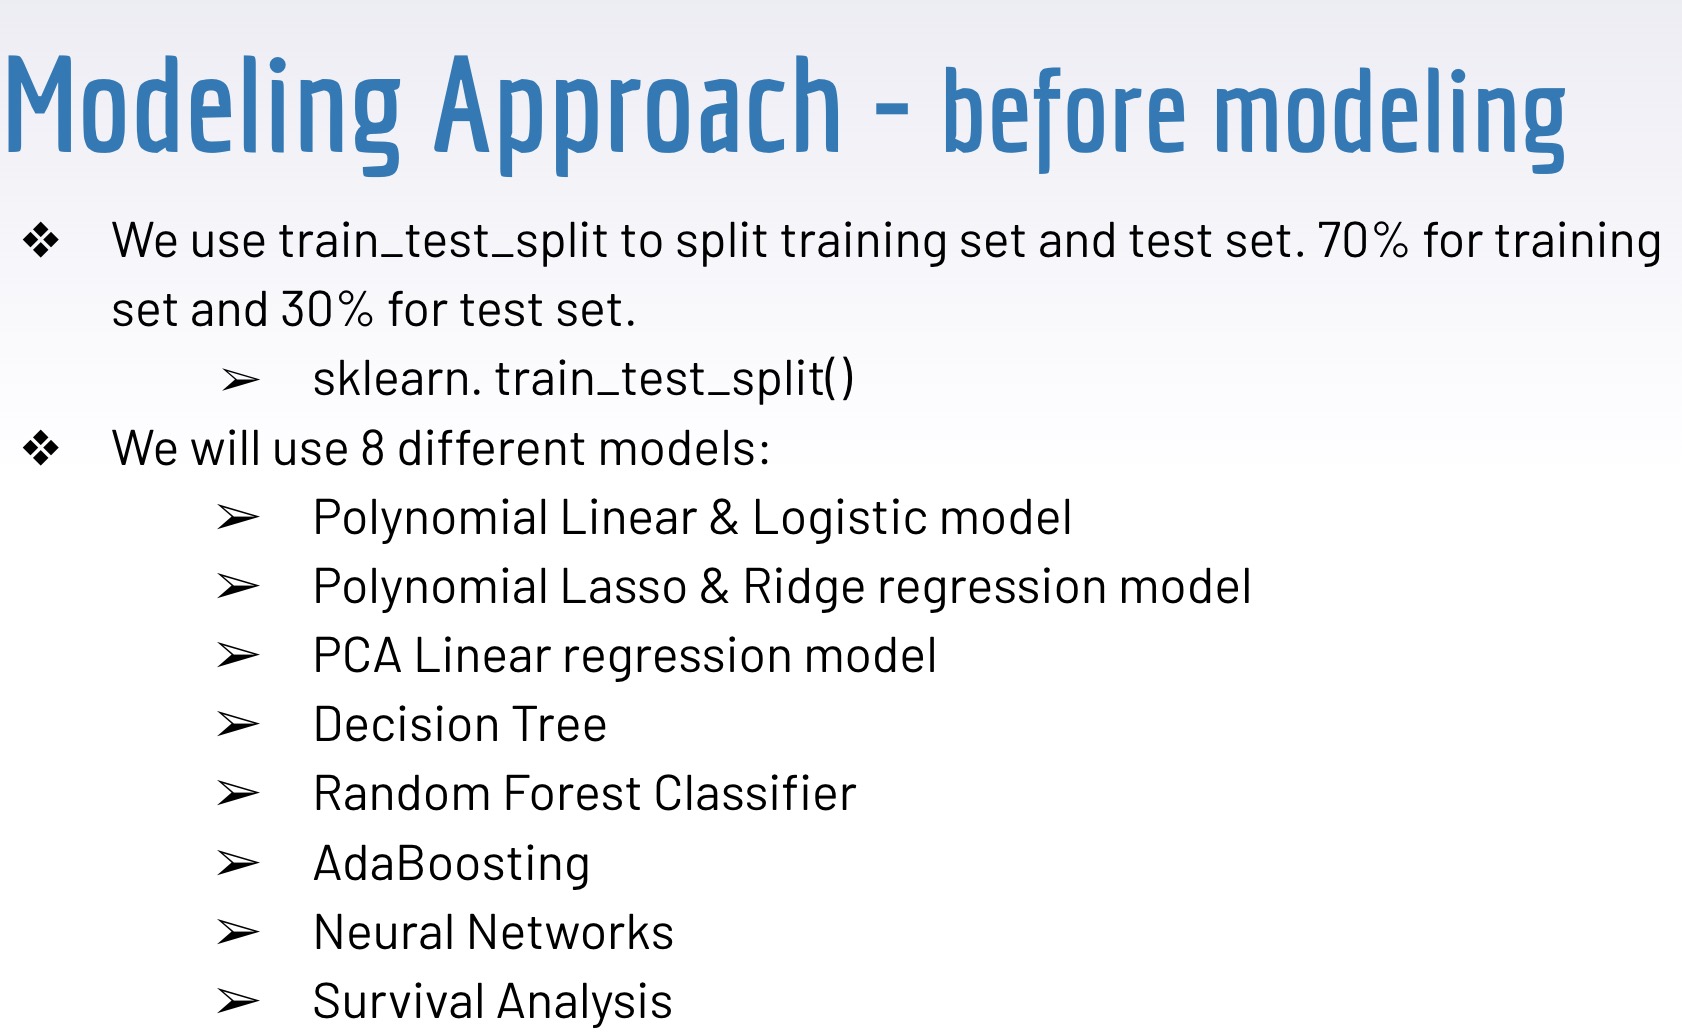 Modeling Approach - before modeling
❖ We use train_test_split to split training set and test set. 70% for training
set and 30% for test set.
➢ sklearn. train_test_split()
❖ We will use 8 different models:
➢ Polynomial Linear & Logistic model
➢ Polynomial Lasso & Ridge regression model
➢ PCA Linear regression model
➢ Decision Tree
➢ Random Forest Classifier
➢ AdaBoosting
➢ Neural Networks
➢ Survival Analysis